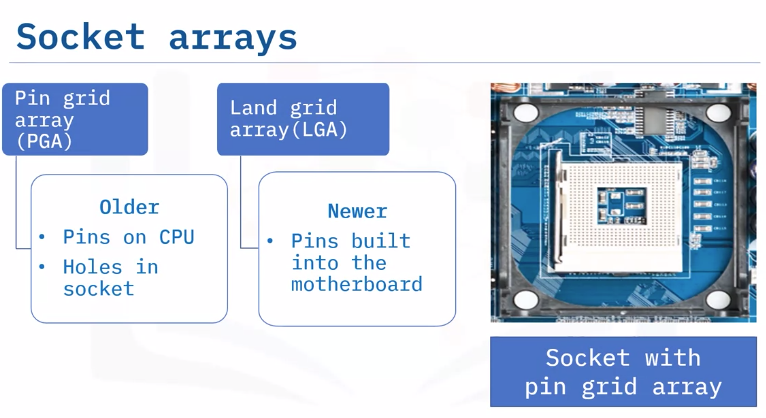 Socket arrays
Pin grid
array
(PGA)
Land grid
array(LGA)
Older
• Pins on CPU
• Holes in
socket
Newer
• Pins built
into the
motherboard
Socket with
pin grid array